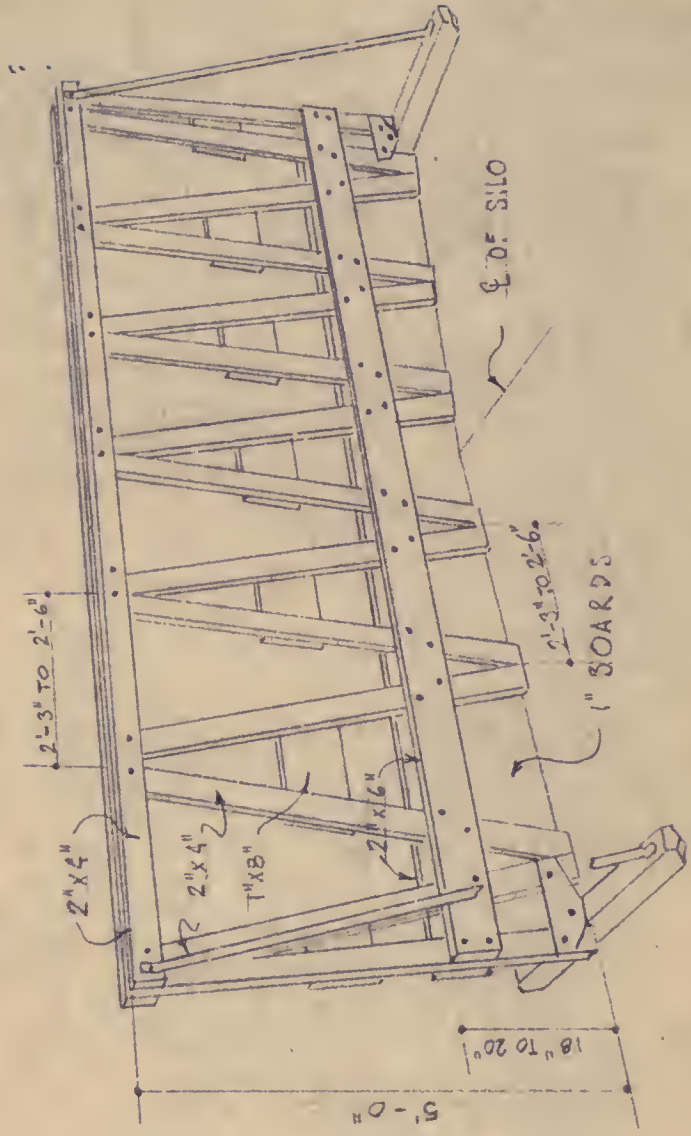 2'-3" TO 2'-6"
2"X4"
2"X4"
1"X8"
2"X6"
℄ OF SILO
2'-3" TO 2'-6"
1" BOARDS
18" TO 20"
5'-0"